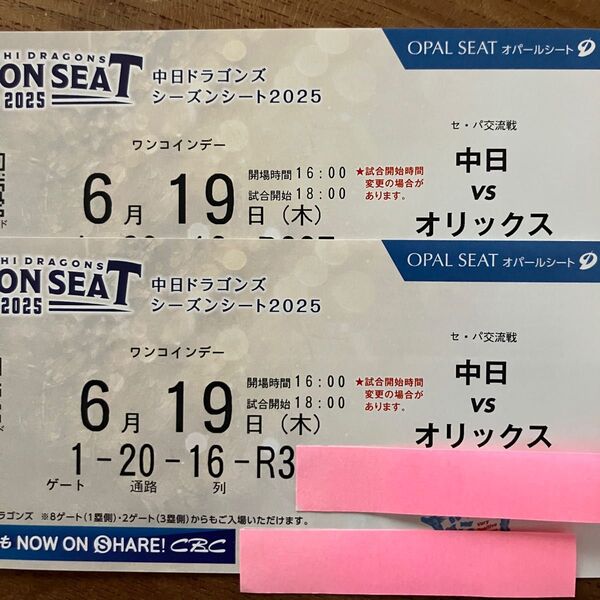 HI DRAGONS
ON SEAT
2025
中日ドラゴンズ
シーズンシート2025
OPAL SEAT オパールシート D
ワンコインデー
開場時間 16:00
試合開始 18:00
★試合開始時間
変更の場合が
あります。
6月19日(木)
セ・パ交流戦
中日
vs
オリックス
HI DRAGONS
ON SEAT
2025
中日ドラゴンズ
シーズンシート2025
OPAL SEAT オパールシート D
ワンコインデー
開場時間 16:00
試合開始 18:00
★試合開始時間
変更の場合が
あります。
6月19日(木)
セ・パ交流戦
中日
vs
オリックス
1-20-16-R3
ゲート 通路 列
ラゴンズ ※8ゲート(1塁側)・2ゲート(3塁側)からもご入場いただけます。
も NOW ON SHARE! CBC